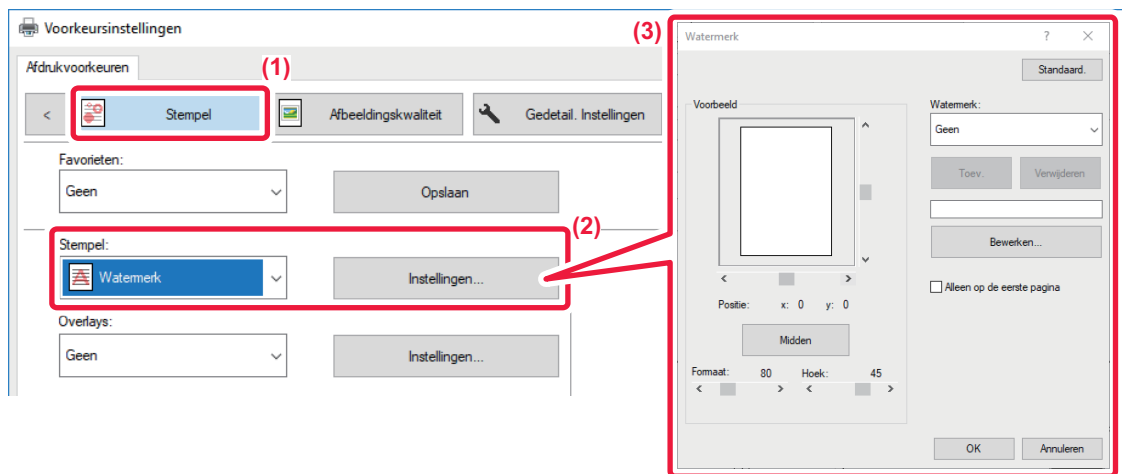 Voorkeursinstellingen
Afdrukvoorkeuren
(1)
< Stempel Afbeeldingskwaliteit Gedetail. Instellingen
Favorieten:
Geen Opslaan
(2)
Stempel:
Watermerk Instellingen...
Overlays:
Geen Instellingen...
(3)
Watermerk ? ×
Standaard.
Voorbeeld
Watermerk:
Geen
Toev. Verwijderen
Bewerken...
Alleen op de eerste pagina
Positie: x: 0 y: 0
Midden
Formaat: 80 Hoek: 45
< > < >
OK Annuleren